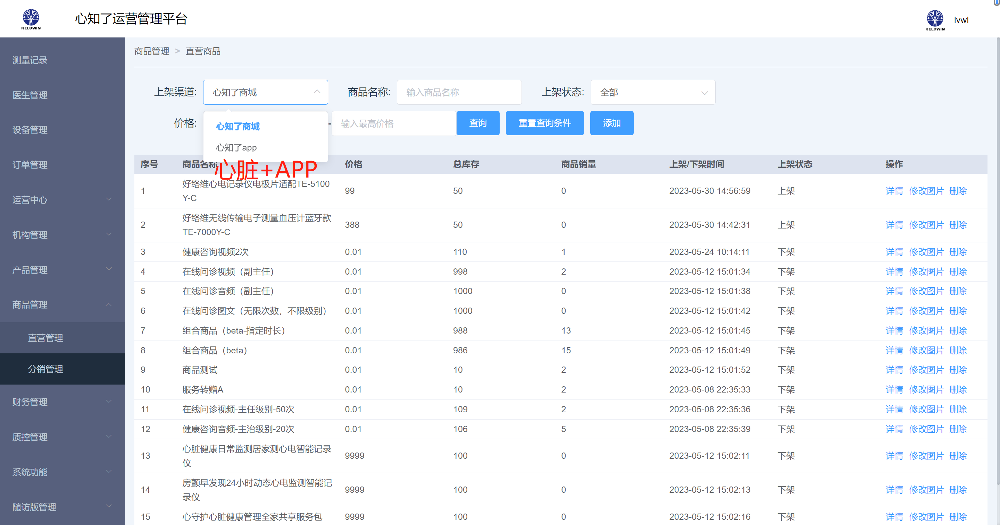 HELOWIN
心知了运营管理平台
HELOWIN
lvwl
测量记录
医生管理
设备管理
订单管理
运营中心
机构管理
产品管理
商品管理
直营管理
分销管理
财务管理
质控管理
系统功能
随访版管理
商品管理 > 直营商品
上架渠道: 心知了商城 商品名称: 输入商品名称 上架状态: 全部
价格: - 输入最高价格 查询 重置查询条件 添加
心知了商城
心知了app
心脏+APP
序号 商品名称 价格 总库存 商品销量 上架/下架时间 上架状态 操作
1 好络维心电记录仪电极片适配TE-5100 99 50 0 2023-05-30 14:56:59 上架 详情 修改图片 删除
Y-C
2 好络维无线传输电子测量血压计蓝牙款 388 50 0 2023-05-30 14:42:31 上架 详情 修改图片 删除
TE-7000Y-C
3 健康咨询视频2次 0.01 110 1 2023-05-24 10:14:11 下架 详情 修改图片 删除
4 在线问诊视频（副主任） 0.01 998 2 2023-05-12 15:01:34 下架 详情 修改图片 删除
5 在线问诊音频（副主任） 0.01 1000 0 2023-05-12 15:01:38 下架 详情 修改图片 删除
6 在线问诊图文（无限次数，不限级别） 0.01 1000 0 2023-05-12 15:01:42 下架 详情 修改图片 删除
7 组合商品（beta-指定时长） 0.01 988 13 2023-05-12 15:01:45 下架 详情 修改图片 删除
8 组合商品（beta） 0.01 986 15 2023-05-12 15:01:49 下架 详情 修改图片 删除
9 商品测试 0.01 10 2 2023-05-12 15:01:52 下架 详情 修改图片 删除
10 服务转赠A 0.01 10 2 2023-05-08 22:35:33 下架 详情 修改图片 删除
11 在线问诊视频-主任级别-50次 0.01 109 2 2023-05-08 22:35:36 下架 详情 修改图片 删除
12 健康咨询音频-主治级别-20次 0.01 106 5 2023-05-08 22:35:39 下架 详情 修改图片 删除
13 心脏健康日常监测居家测心电智能记录 9999 100 0 2023-05-12 15:02:11 下架 详情 修改图片 删除
仪
14 房颤早发现24小时动态心电监测智能记 9999 100 0 2023-05-12 15:02:13 下架 详情 修改图片 删除
录仪
15 心守护心脏健康管理全家共享服务包 9999 100 0 2023-05-12 15:02:16 下架 详情 修改图片 删除